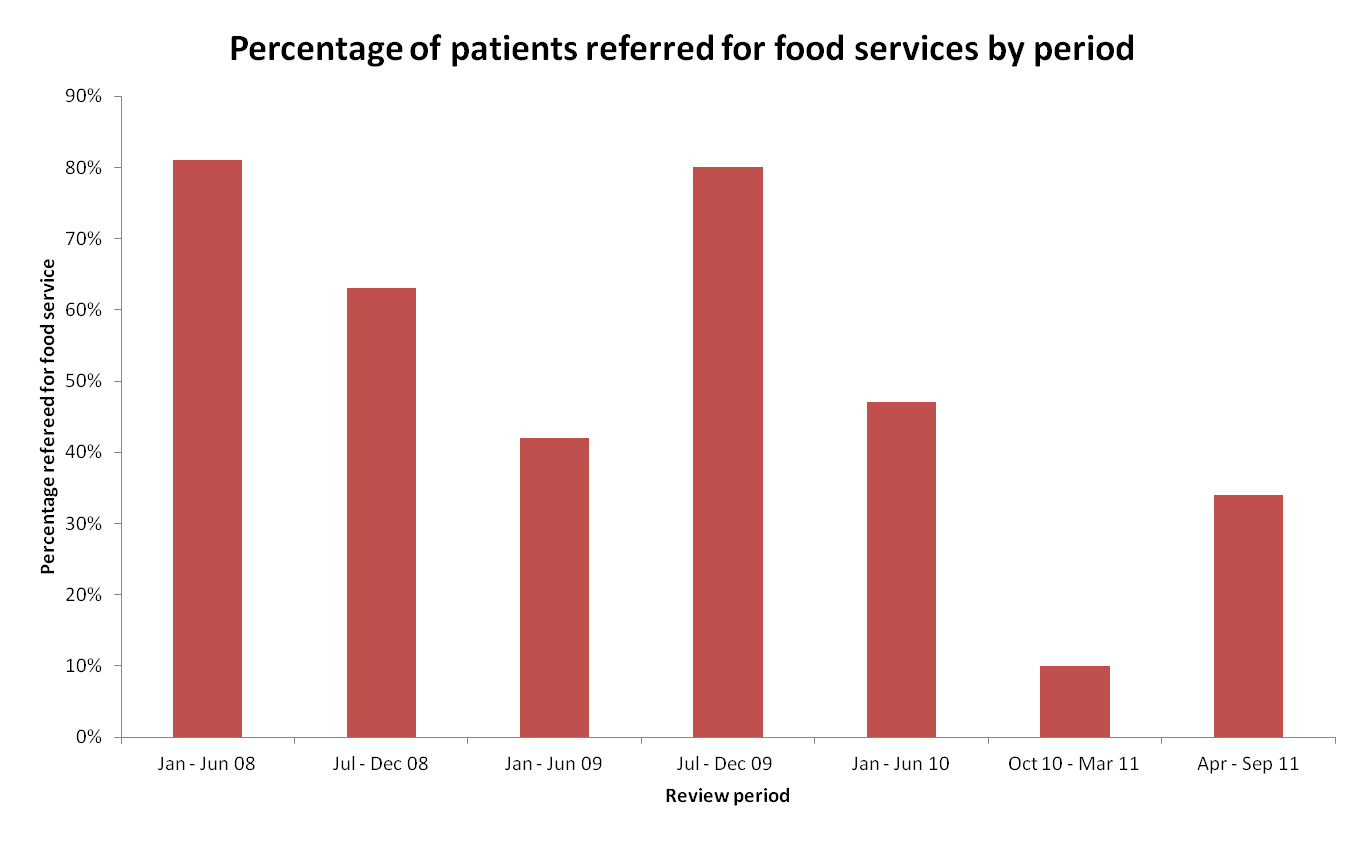 Percentage of patients referred for food services by period
90%
80%
70%
60%
50%
40%
30%
20%
10%
0%
Percentage refereed for food service
Jan - Jun 08
Jul - Dec 08
Jan - Jun 09
Jul - Dec 09
Jan - Jun 10
Oct 10 - Mar 11
Apr - Sep 11
Review period